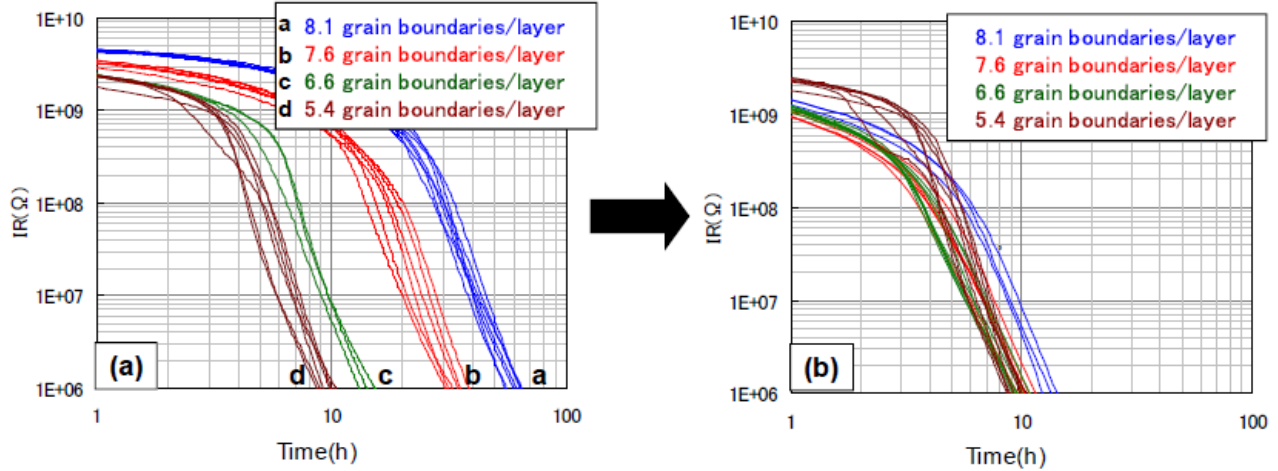 1E+10
1E+09
1E+08
1E+07
1E+06
IR(Ω)
a 8.1 grain boundaries/layer
b 7.6 grain boundaries/layer
c 6.6 grain boundaries/layer
d 5.4 grain boundaries/layer
(a)
d c b a
1 10 100
Time(h)
1E+10
1E+09
1E+08
1E+07
1E+06
IR(Ω)
8.1 grain boundaries/layer
7.6 grain boundaries/layer
6.6 grain boundaries/layer
5.4 grain boundaries/layer
(b)
1 10 100
Time(h)